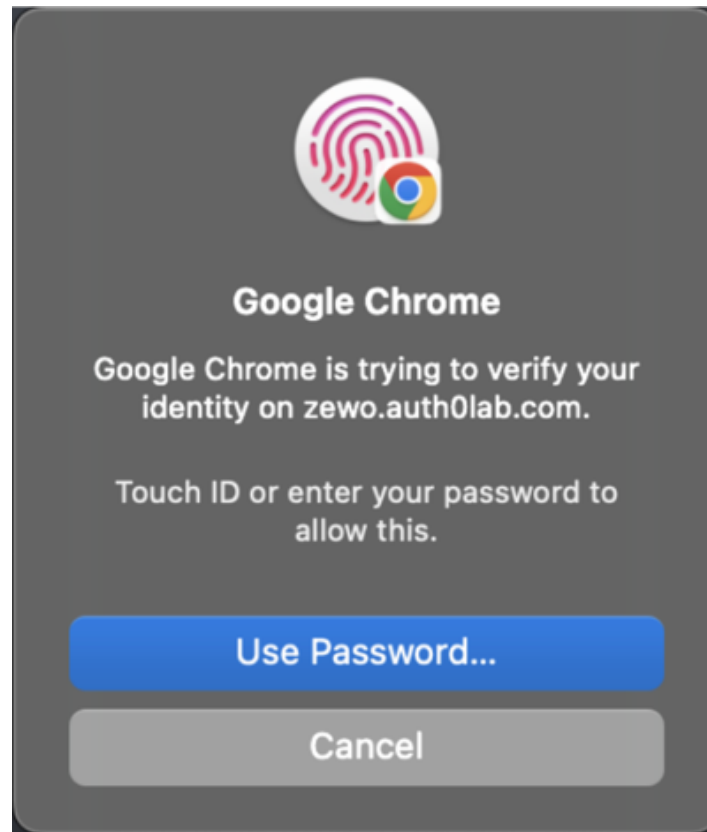 Google Chrome
Google Chrome is trying to verify your
identity on zewo.auth0lab.com.
Touch ID or enter your password to
allow this.
Use Password...
Cancel